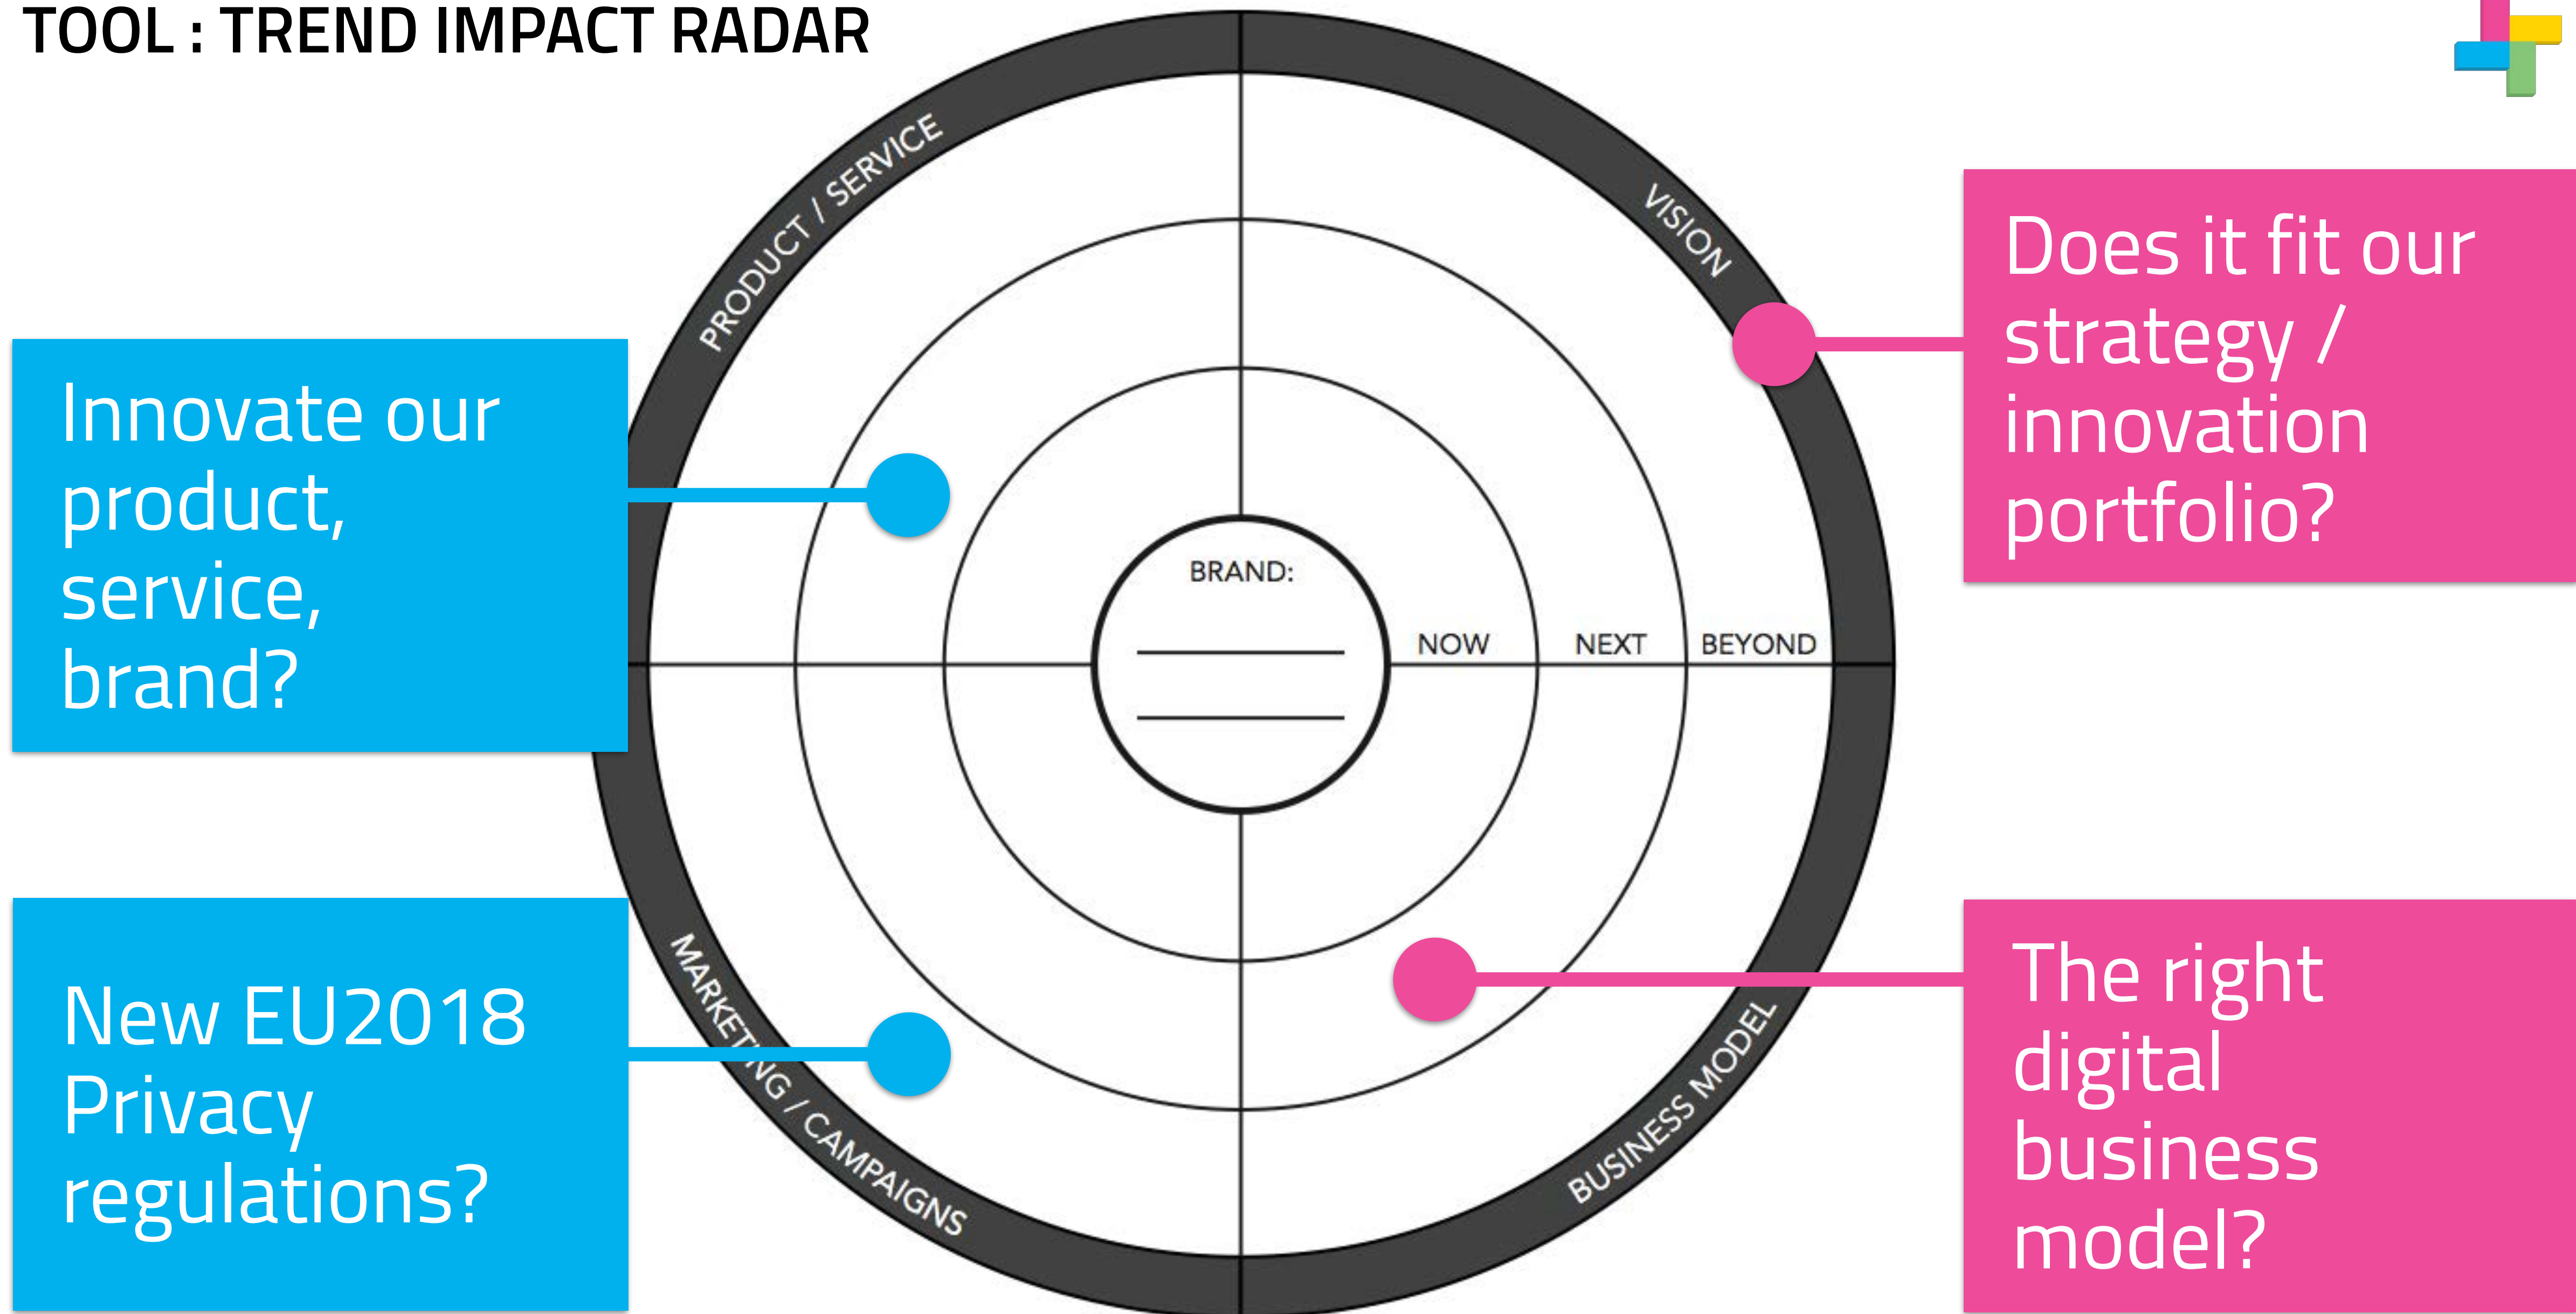 TOOL : TREND IMPACT RADAR
PRODUCT / SERVICE
VISION
Does it fit our
strategy /
innovation
portfolio?
Innovate our
product,
service,
brand?
BRAND:
NOW
NEXT
BEYOND
New EU2018
Privacy
regulations?
MARKETING / CAMPAIGNS
BUSINESS MODEL
The right
digital
business
model?